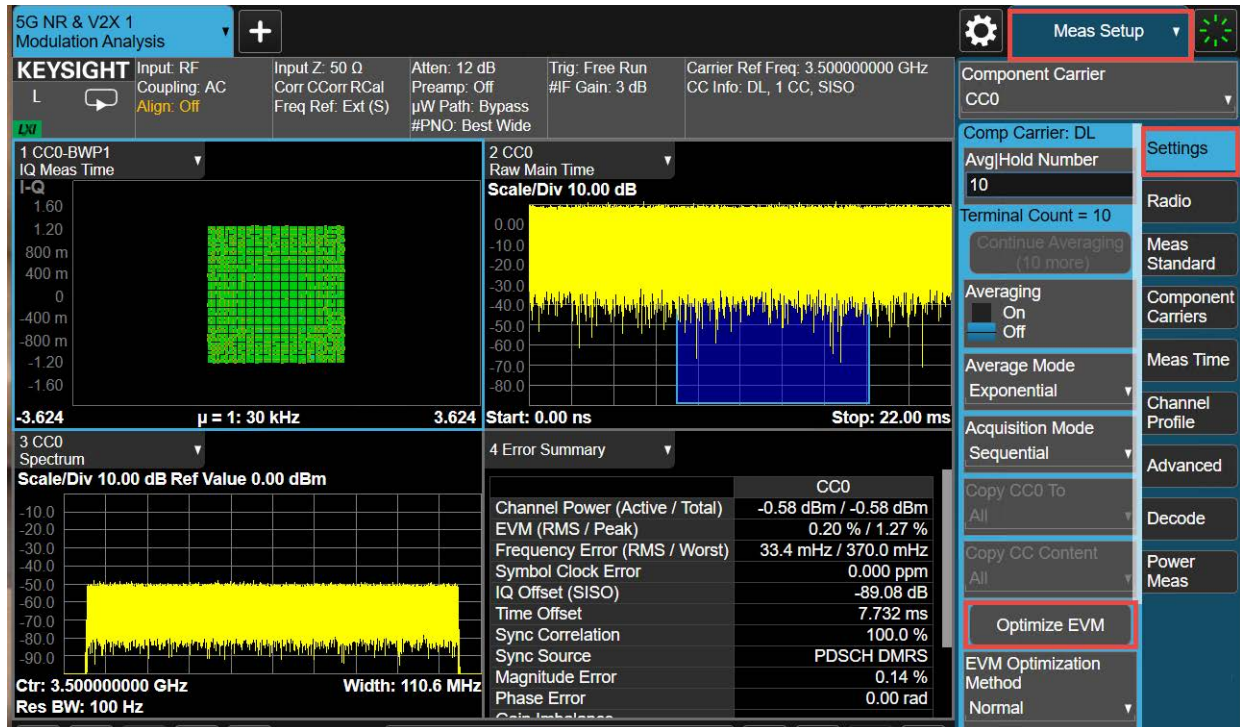 5G NR & V2X 1
Modulation Analysis
+
Meas Setup
KEYSIGHT
L
LXI
Input: RF
Coupling: AC
Align: Off
Input Z: 50 Ω
Corr CCorr RCal
Freq Ref: Ext (S)
Atten: 12 dB
Preamp: Off
µW Path: Bypass
#PNO: Best Wide
Trig: Free Run
#IF Gain: 3 dB
Carrier Ref Freq: 3.500000000 GHz
CC Info: DL, 1 CC, SISO
1 CC0-BWP1
IQ Meas Time
I-Q
1.60
1.20
800 m
400 m
0
-400 m
-800 m
-1.20
-1.60
-3.624 µ = 1: 30 kHz 3.624
2 CC0
Raw Main Time
Scale/Div 10.00 dB
0.00
-10.0
-20.0
-30.0
-40.0
-50.0
-60.0
-70.0
-80.0
Start: 0.00 ns Stop: 22.00 ms
3 CC0
Spectrum
Scale/Div 10.00 dB Ref Value 0.00 dBm
-10.0
-20.0
-30.0
-40.0
-50.0
-60.0
-70.0
-80.0
-90.0
Ctr: 3.500000000 GHz Width: 110.6 MHz
Res BW: 100 Hz
4 Error Summary
CC0
Channel Power (Active / Total) -0.58 dBm / -0.58 dBm
EVM (RMS / Peak) 0.20 % / 1.27 %
Frequency Error (RMS / Worst) 33.4 mHz / 370.0 mHz
Symbol Clock Error 0.000 ppm
IQ Offset (SISO) -89.08 dB
Time Offset 7.732 ms
Sync Correlation 100.0 %
Sync Source PDSCH DMRS
Magnitude Error 0.14 %
Phase Error 0.00 rad
Component Carrier
CC0
Comp Carrier: DL
Avg|Hold Number
10
Terminal Count = 10
Continue Averaging
(10 more)
Averaging
On
Off
Average Mode
Exponential
Acquisition Mode
Sequential
Copy CC0 To
All
Copy CC Content
All
Optimize EVM
EVM Optimization
Method
Normal
Settings
Radio
Meas
Standard
Component
Carriers
Meas Time
Channel
Profile
Advanced
Decode
Power
Meas